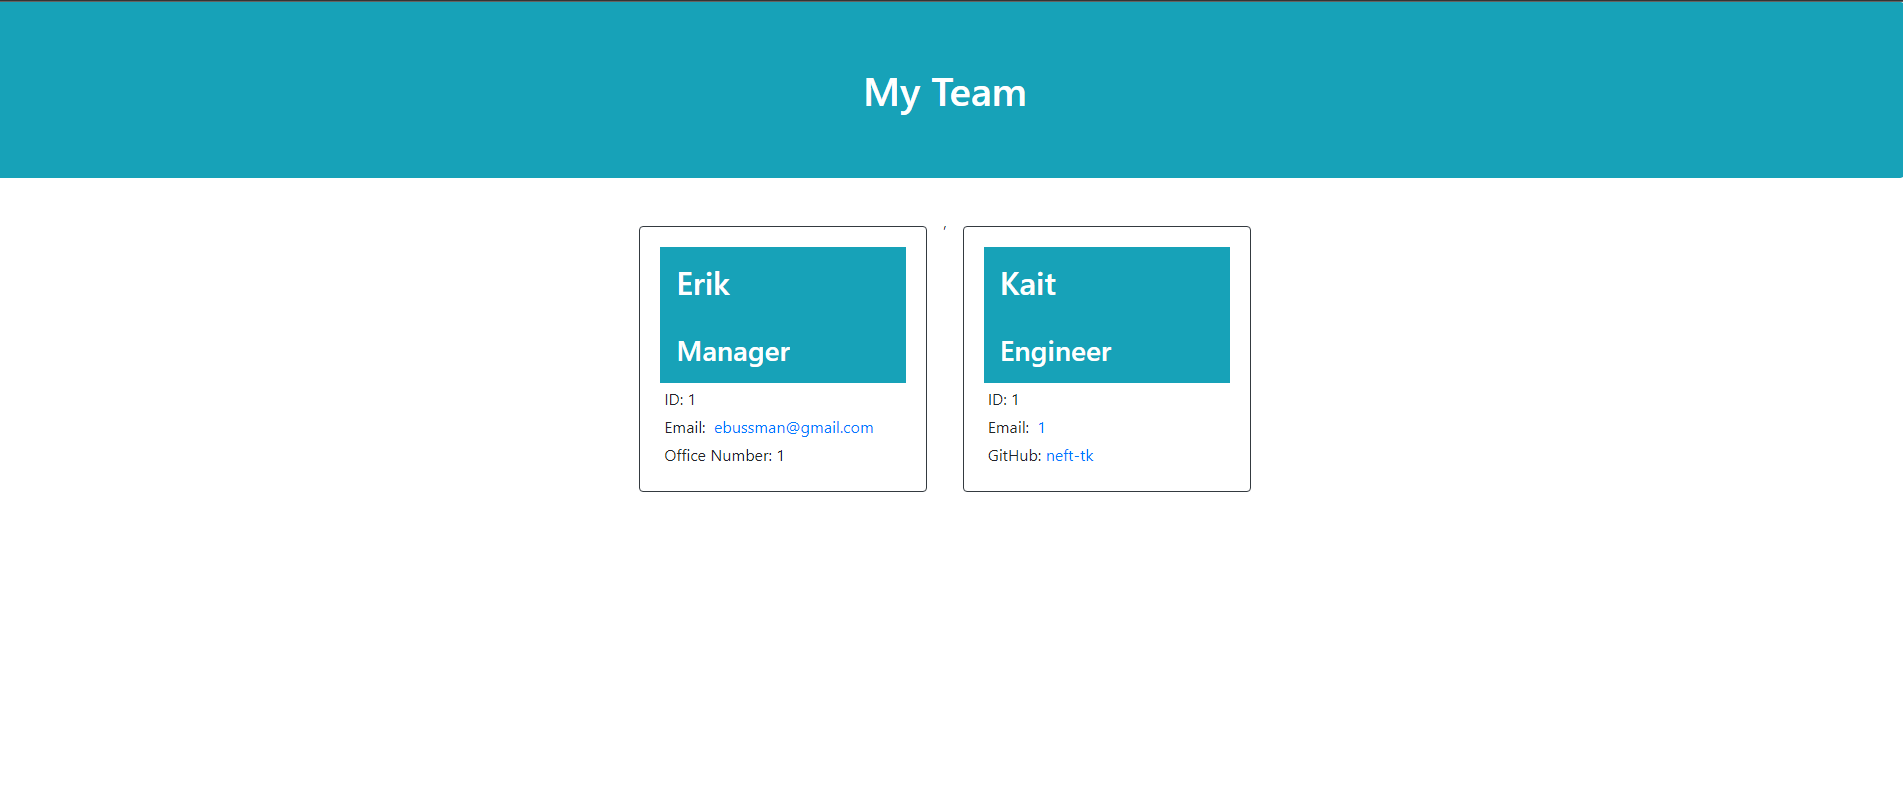 My Team
,
Erik
Manager
ID: 1
Email: ebussman@gmail.com
Office Number: 1
Kait
Engineer
ID: 1
Email: 1
GitHub: neft-tk